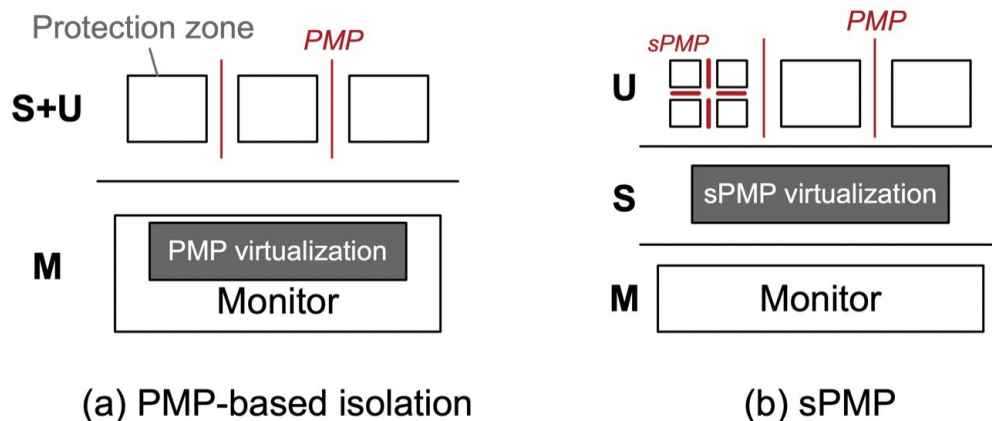 Protection zone
PMP
S+U
PMP virtualization
M
Monitor
(a) PMP-based isolation
PMP
sPMP
U
sPMP virtualization
S
M
Monitor
(b) sPMP